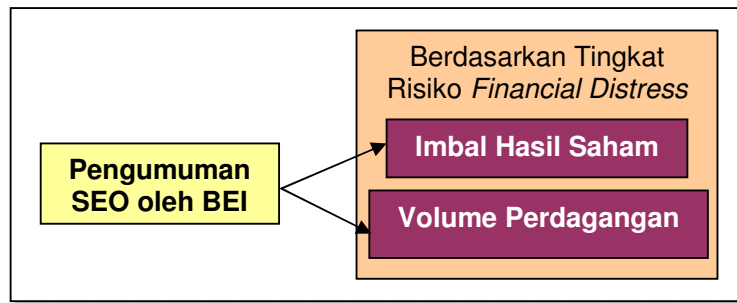 Berdasarkan Tingkat
Risiko Financial Distress
Imbal Hasil Saham
Pengumuman
SEO oleh BEI
Volume Perdagangan